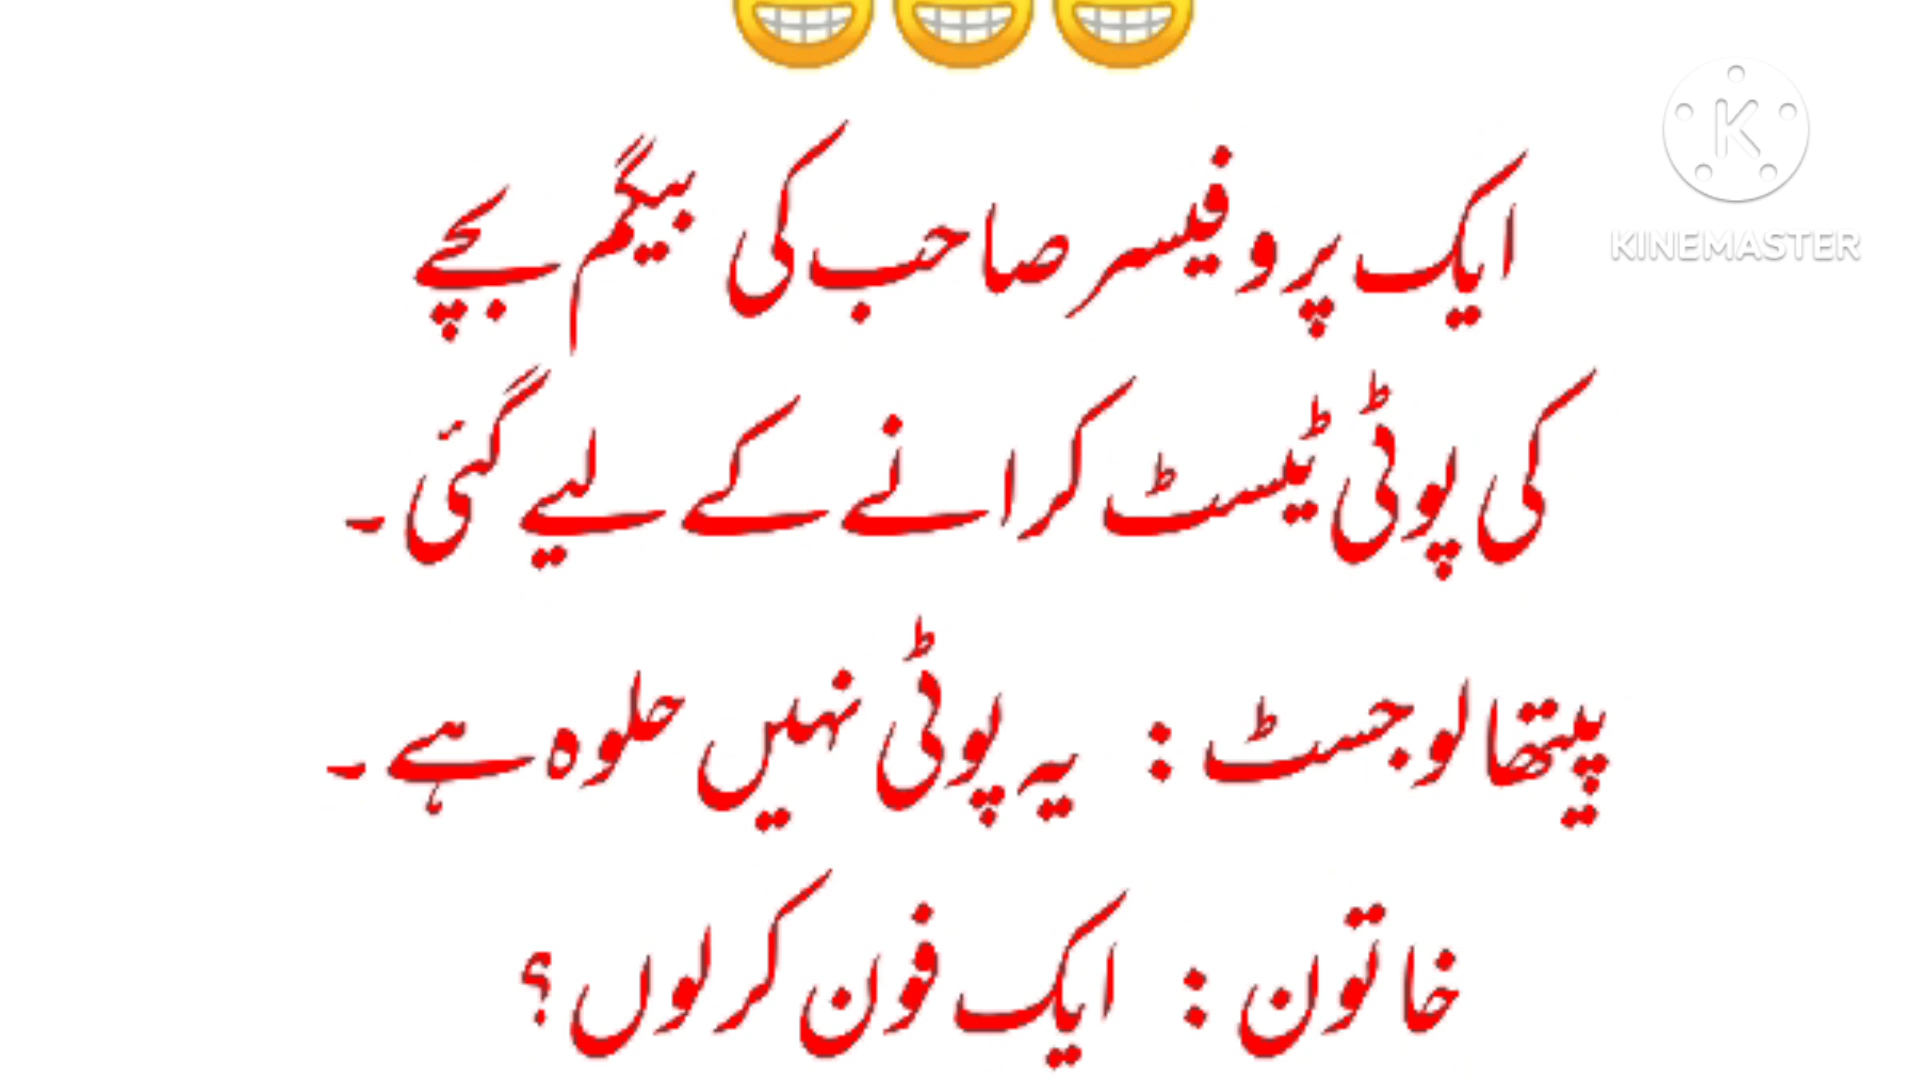 😁😁😁
KINEMASTER
ایک پروفیسر صاحب کی بیگم بچے
کی پوٹی ٹیسٹ کرانے کے لیے گئی۔
پیتھالوجسٹ : یہ پوٹی نہیں حلوہ ہے۔
خاتون : ایک فون کرلوں؟